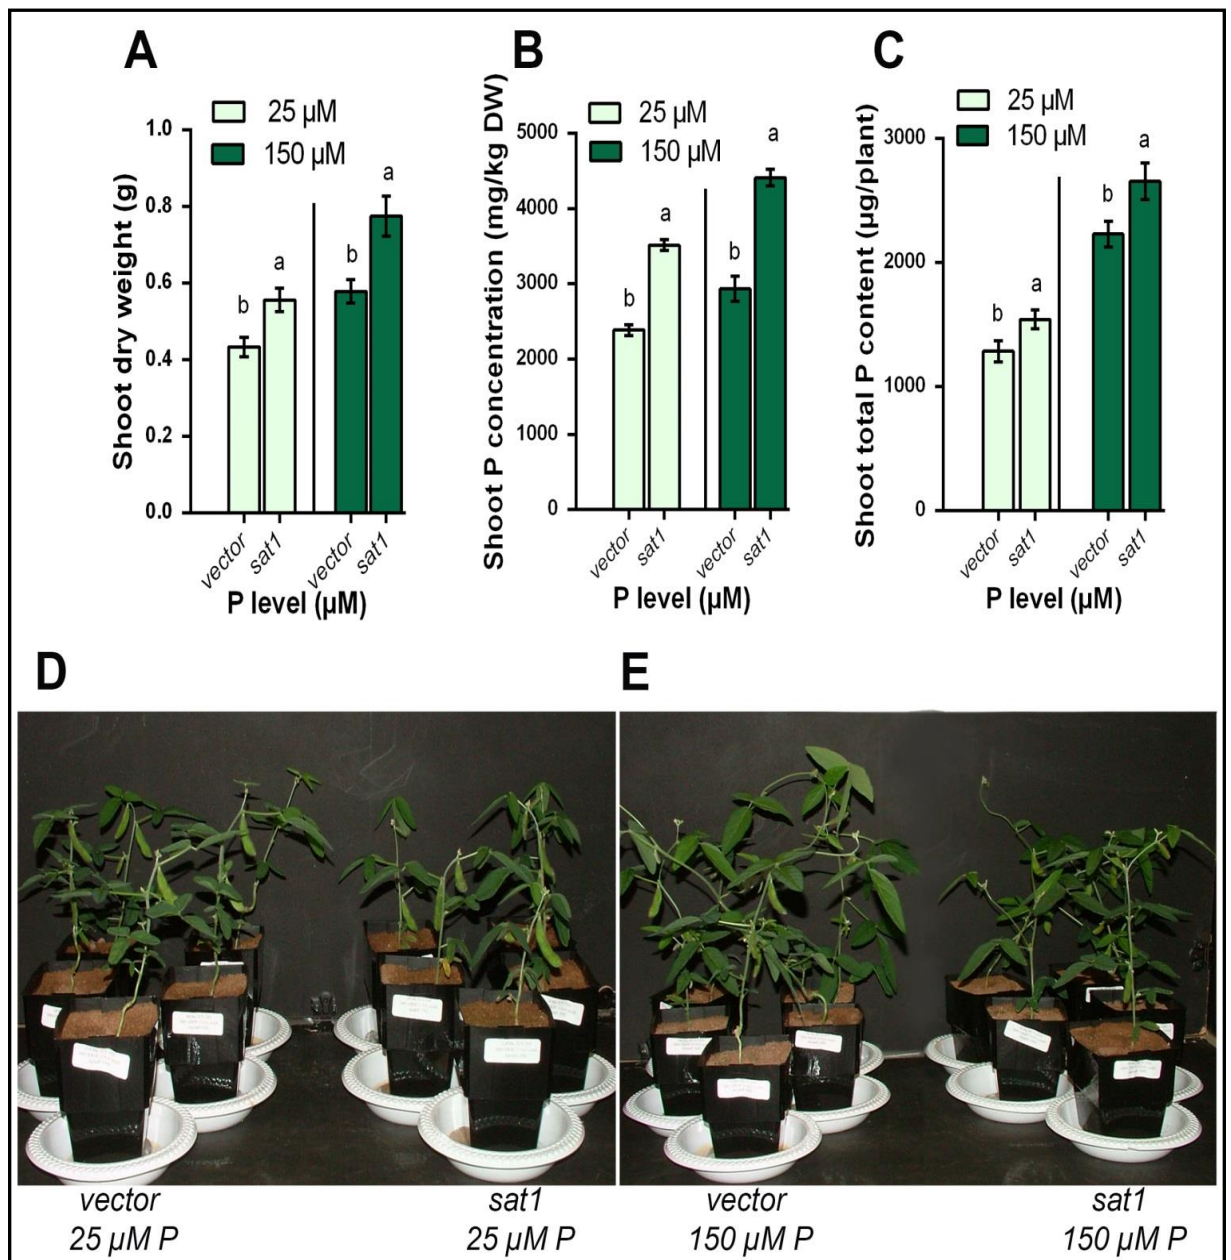 A
25 µM
150 µM
Shoot dry weight (g)
1.0
0.8
0.6
0.4
0.2
0.0
b
a
b
a
vector
sat1
vector
sat1
P level (µM)
B
25 µM
150 µM
Shoot P concentration (mg/kg DW)
5000
4000
3000
2000
1000
0
b
a
b
a
vector
sat1
vector
sat1
P level (µM)
C
25 µM
150 µM
Shoot total P content (µg/plant)
3000
2000
1000
0
b
a
b
a
vector
sat1
vector
sat1
P level (µM)
D
vector
25 µM P
sat1
25 µM P
E
vector
150 µM P
sat1
150 µM P